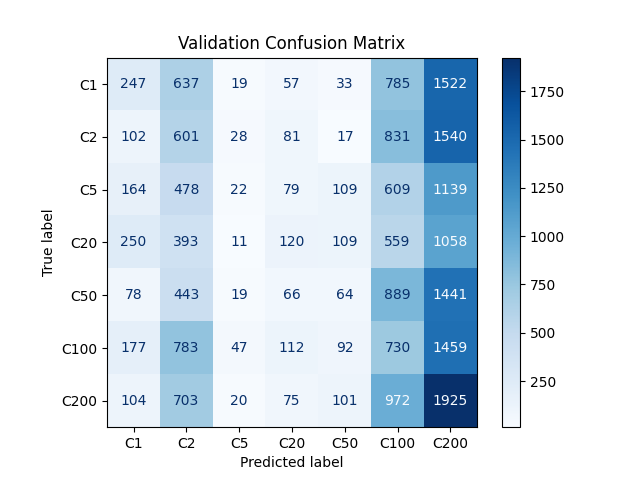 Validation Confusion Matrix
True label
C1 247 637 19 57 33 785 1522
C2 102 601 28 81 17 831 1540
C5 164 478 22 79 109 609 1139
C20 250 393 11 120 109 559 1058
C50 78 443 19 66 64 889 1441
C100 177 783 47 112 92 730 1459
C200 104 703 20 75 101 972 1925
C1 C2 C5 C20 C50 C100 C200
Predicted label
1750
1500
1250
1000
750
500
250